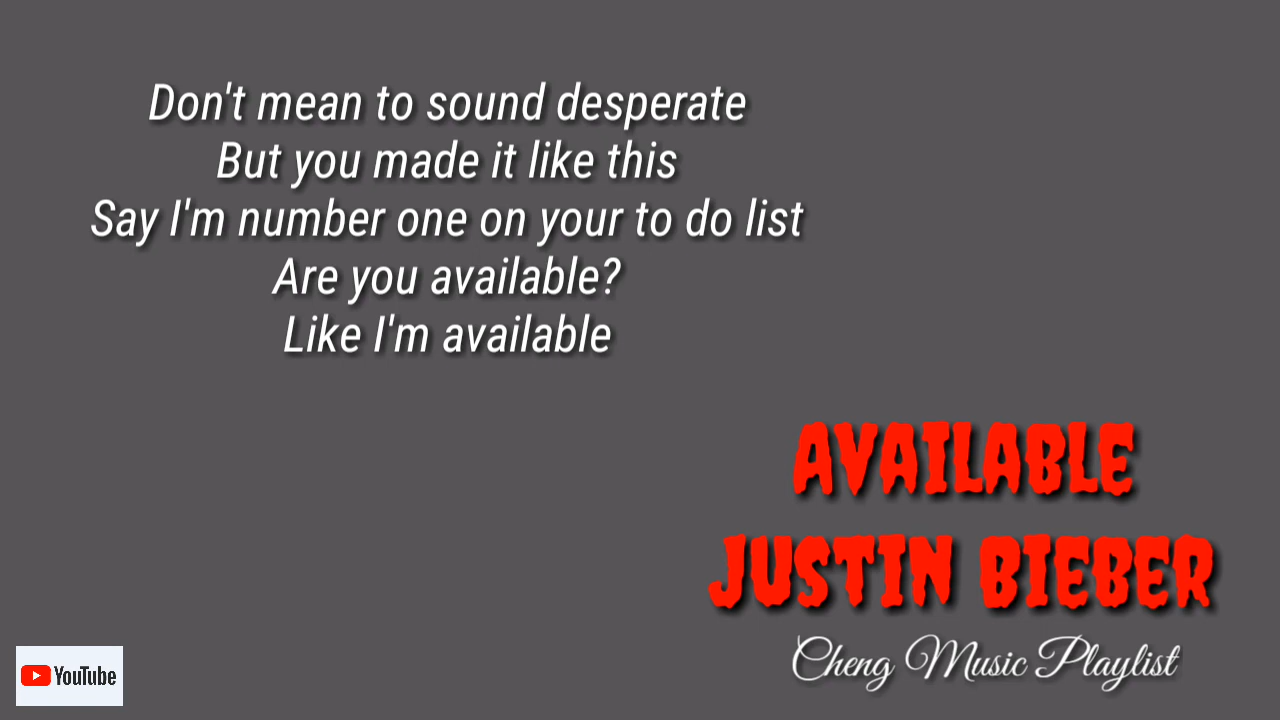 Don't mean to sound desperate
But you made it like this
Say I'm number one on your to do list
Are you available?
Like I'm available
AVAILABLE
JUSTIN BIEBER
Cheng Music Playlist
YouTube